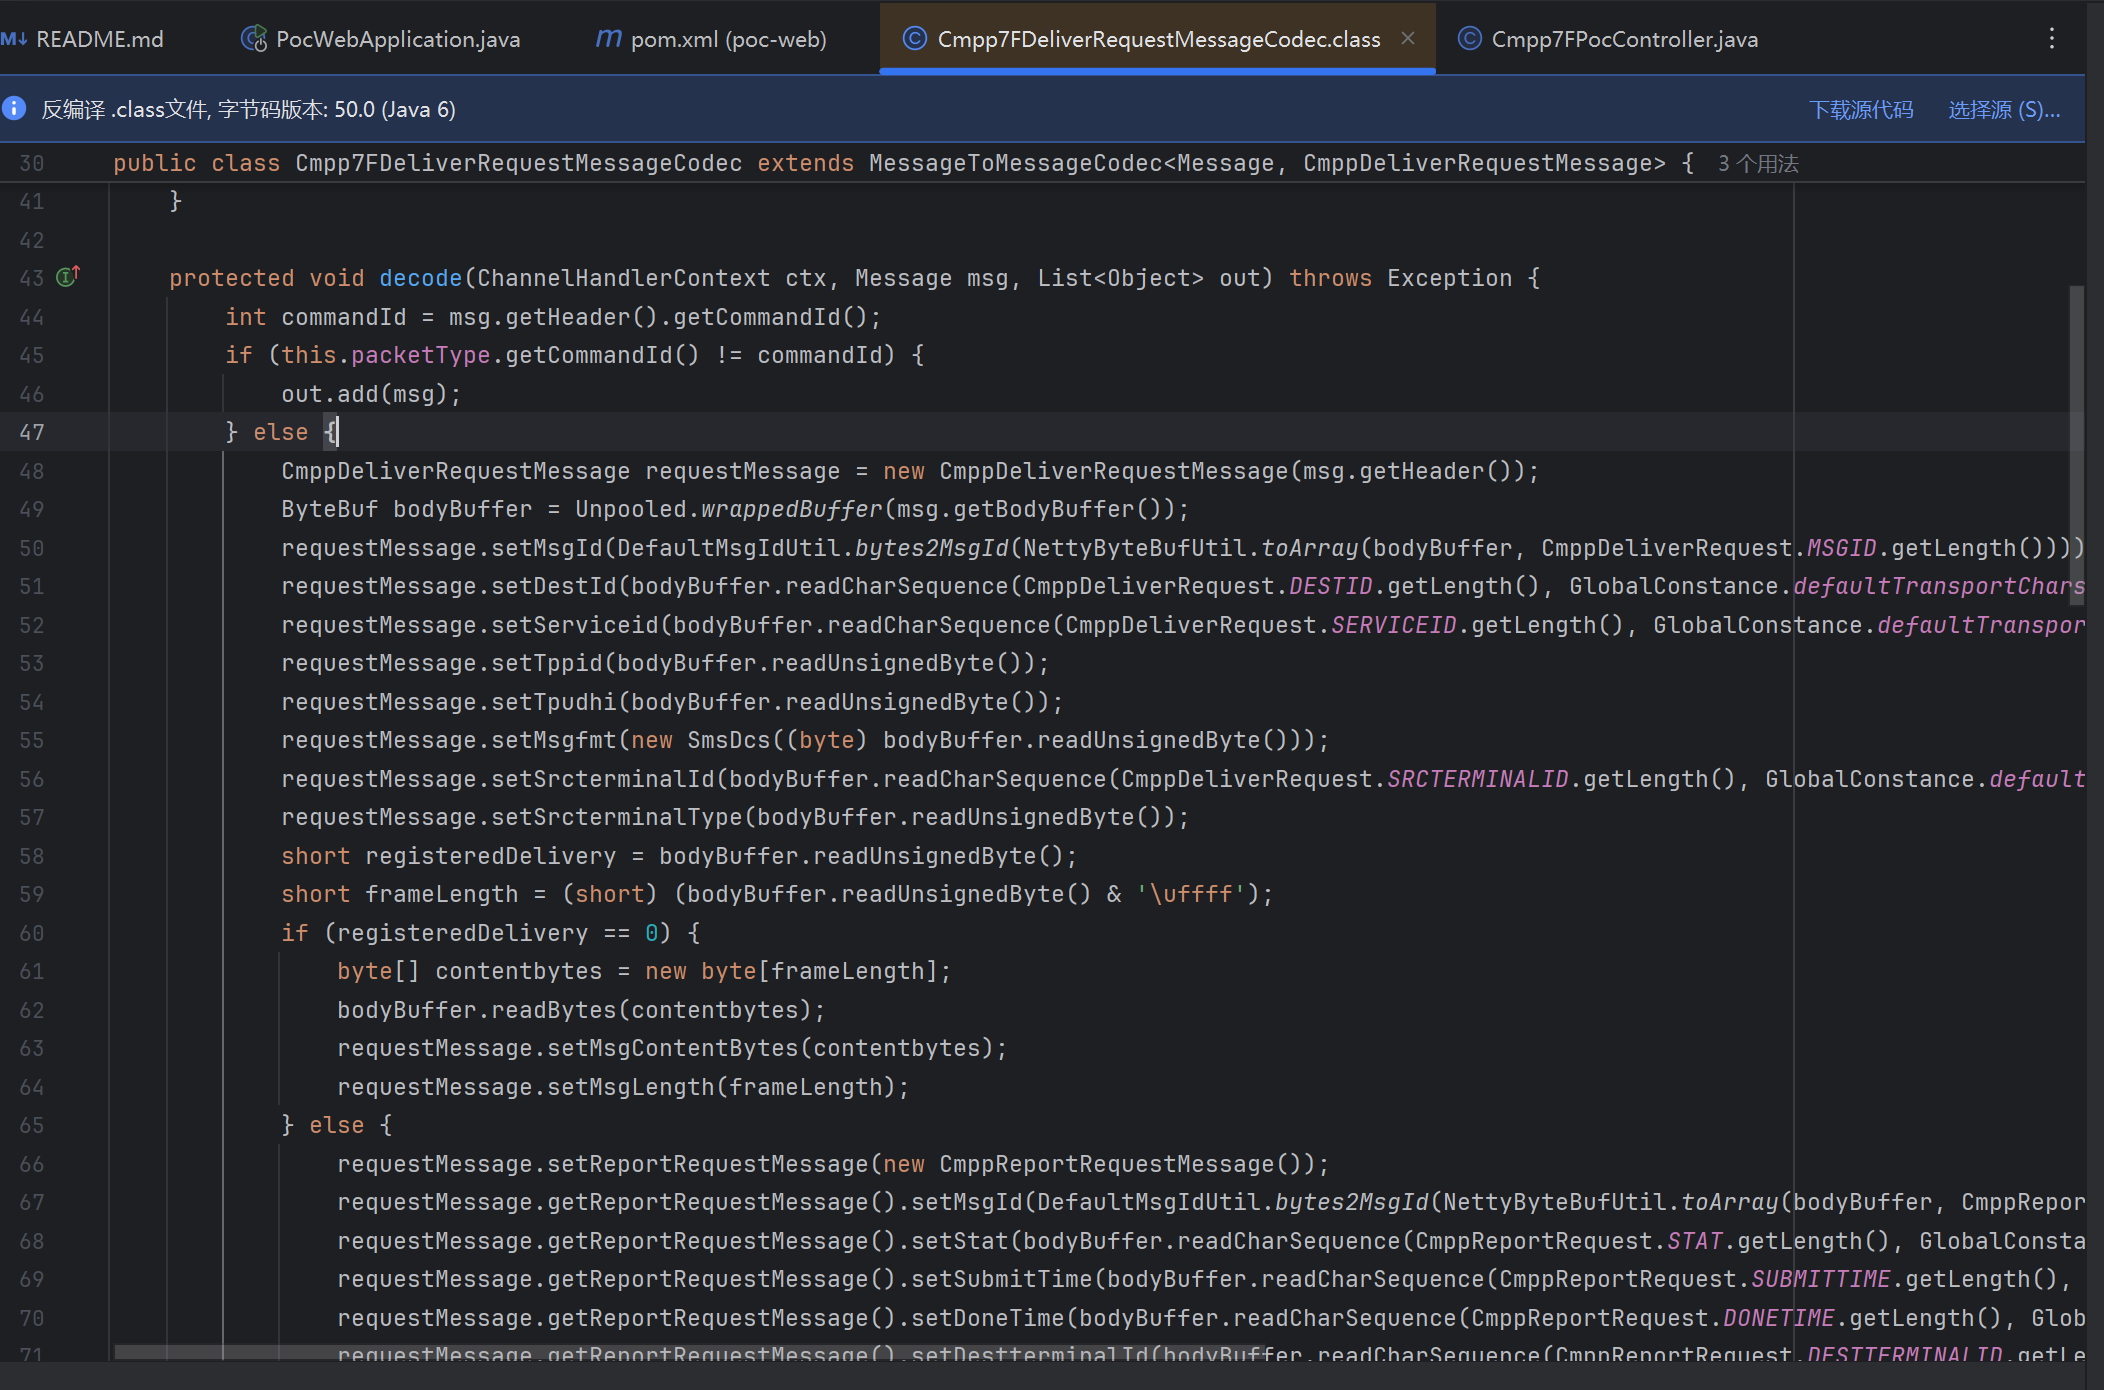 M↓ README.md PocWebApplication.java m pom.xml (poc-web) Cmpp7FDeliverRequestMessageCodec.class × Cmpp7FPocController.java
反编译 .class文件, 字节码版本: 50.0 (Java 6) 下载源代码 选择源 (S)...
30 public class Cmpp7FDeliverRequestMessageCodec extends MessageToMessageCodec<Message, CmppDeliverRequestMessage> { 3 个用法
41 }
42
43 protected void decode(ChannelHandlerContext ctx, Message msg, List<Object> out) throws Exception {
44 int commandId = msg.getHeader().getCommandId();
45 if (this.packetType.getCommandId() != commandId) {
46 out.add(msg);
47 } else {
48 CmppDeliverRequestMessage requestMessage = new CmppDeliverRequestMessage(msg.getHeader());
49 ByteBuf bodyBuffer = Unpooled.wrappedBuffer(msg.getBodyBuffer());
50 requestMessage.setMsgId(DefaultMsgIdUtil.bytes2MsgId(NettyByteBufUtil.toArray(bodyBuffer, CmppDeliverRequest.MSGID.getLength())))
51 requestMessage.setDestId(bodyBuffer.readCharSequence(CmppDeliverRequest.DESTID.getLength(), GlobalConstance.defaultTransportChars
52 requestMessage.setServiceid(bodyBuffer.readCharSequence(CmppDeliverRequest.SERVICEID.getLength(), GlobalConstance.defaultTranspor
53 requestMessage.setTppid(bodyBuffer.readUnsignedByte());
54 requestMessage.setTpudhi(bodyBuffer.readUnsignedByte());
55 requestMessage.setMsgfmt(new SmsDcs((byte) bodyBuffer.readUnsignedByte()));
56 requestMessage.setSrcterminalId(bodyBuffer.readCharSequence(CmppDeliverRequest.SRCTERMINALID.getLength(), GlobalConstance.default
57 requestMessage.setSrcterminalType(bodyBuffer.readUnsignedByte());
58 short registeredDelivery = bodyBuffer.readUnsignedByte();
59 short frameLength = (short) (bodyBuffer.readUnsignedByte() & '\uffff');
60 if (registeredDelivery == 0) {
61 byte[] contentbytes = new byte[frameLength];
62 bodyBuffer.readBytes(contentbytes);
63 requestMessage.setMsgContentBytes(contentbytes);
64 requestMessage.setMsgLength(frameLength);
65 } else {
66 requestMessage.setReportRequestMessage(new CmppReportRequestMessage());
67 requestMessage.getReportRequestMessage().setMsgId(DefaultMsgIdUtil.bytes2MsgId(NettyByteBufUtil.toArray(bodyBuffer, CmppRepor
68 requestMessage.getReportRequestMessage().setStat(bodyBuffer.readCharSequence(CmppReportRequest.STAT.getLength(), GlobalConsta
69 requestMessage.getReportRequestMessage().setSubmitTime(bodyBuffer.readCharSequence(CmppReportRequest.SUBMITTIME.getLength(),
70 requestMessage.getReportRequestMessage().setDoneTime(bodyBuffer.readCharSequence(CmppReportRequest.DONETIME.getLength(), Glob
71 requestMessage.getReportRequestMessage().setDestterminalId(bodyBuffer.readCharSequence(CmppReportRequest.DESTTERMINALID.getLe